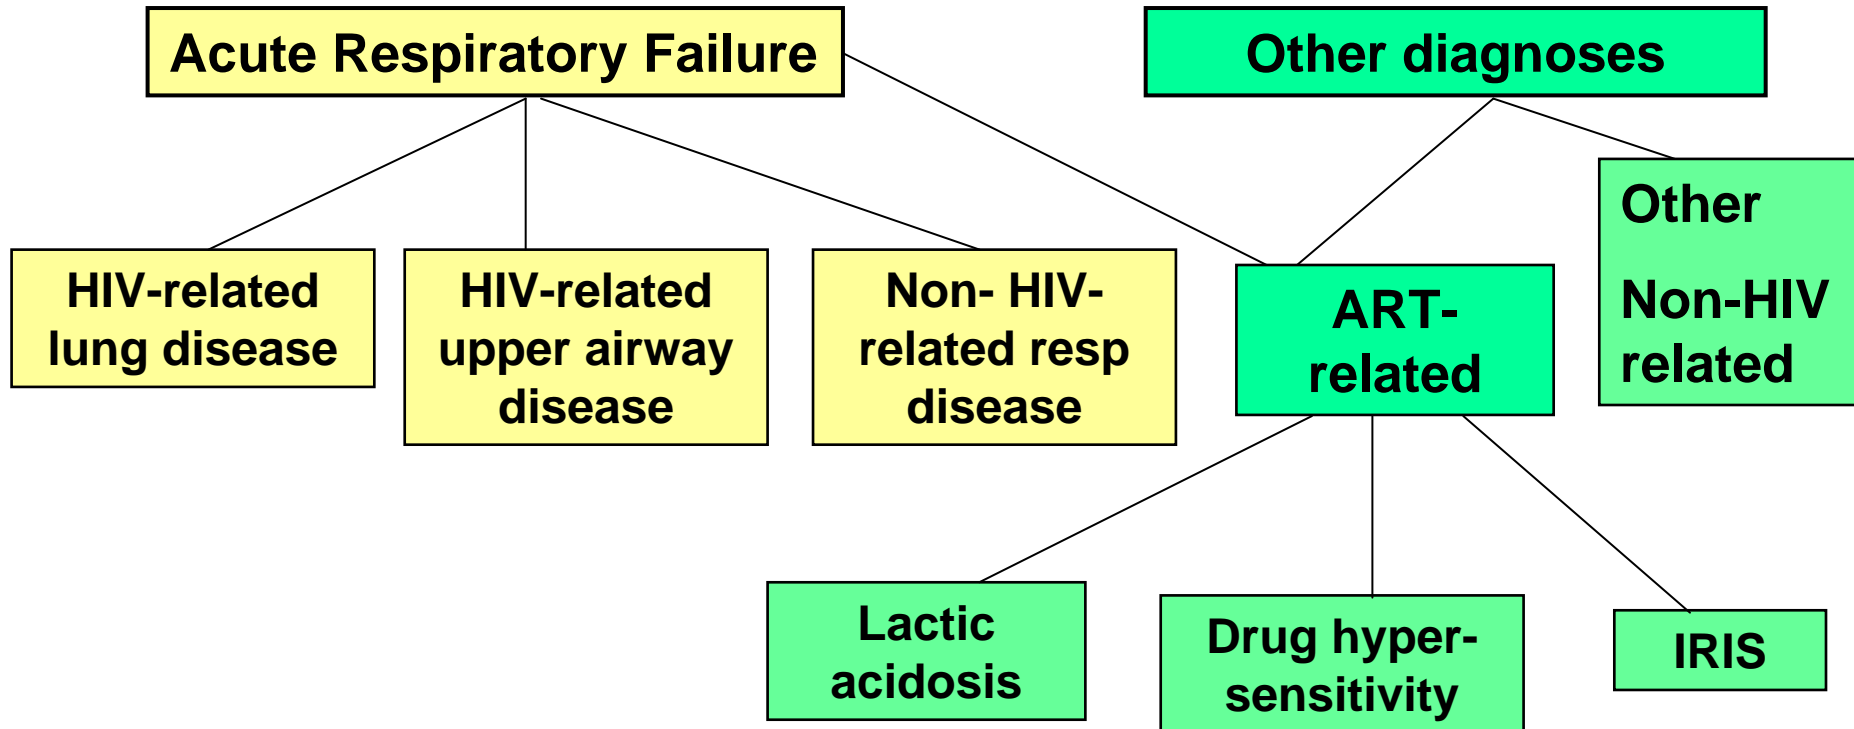 Acute Respiratory Failure
Other diagnoses
HIV-related
lung disease
HIV-related
upper airway
disease
Non- HIV-
related resp
disease
ART-
related
Other
Non-HIV
related
Lactic
acidosis
Drug hyper-
sensitivity
IRIS